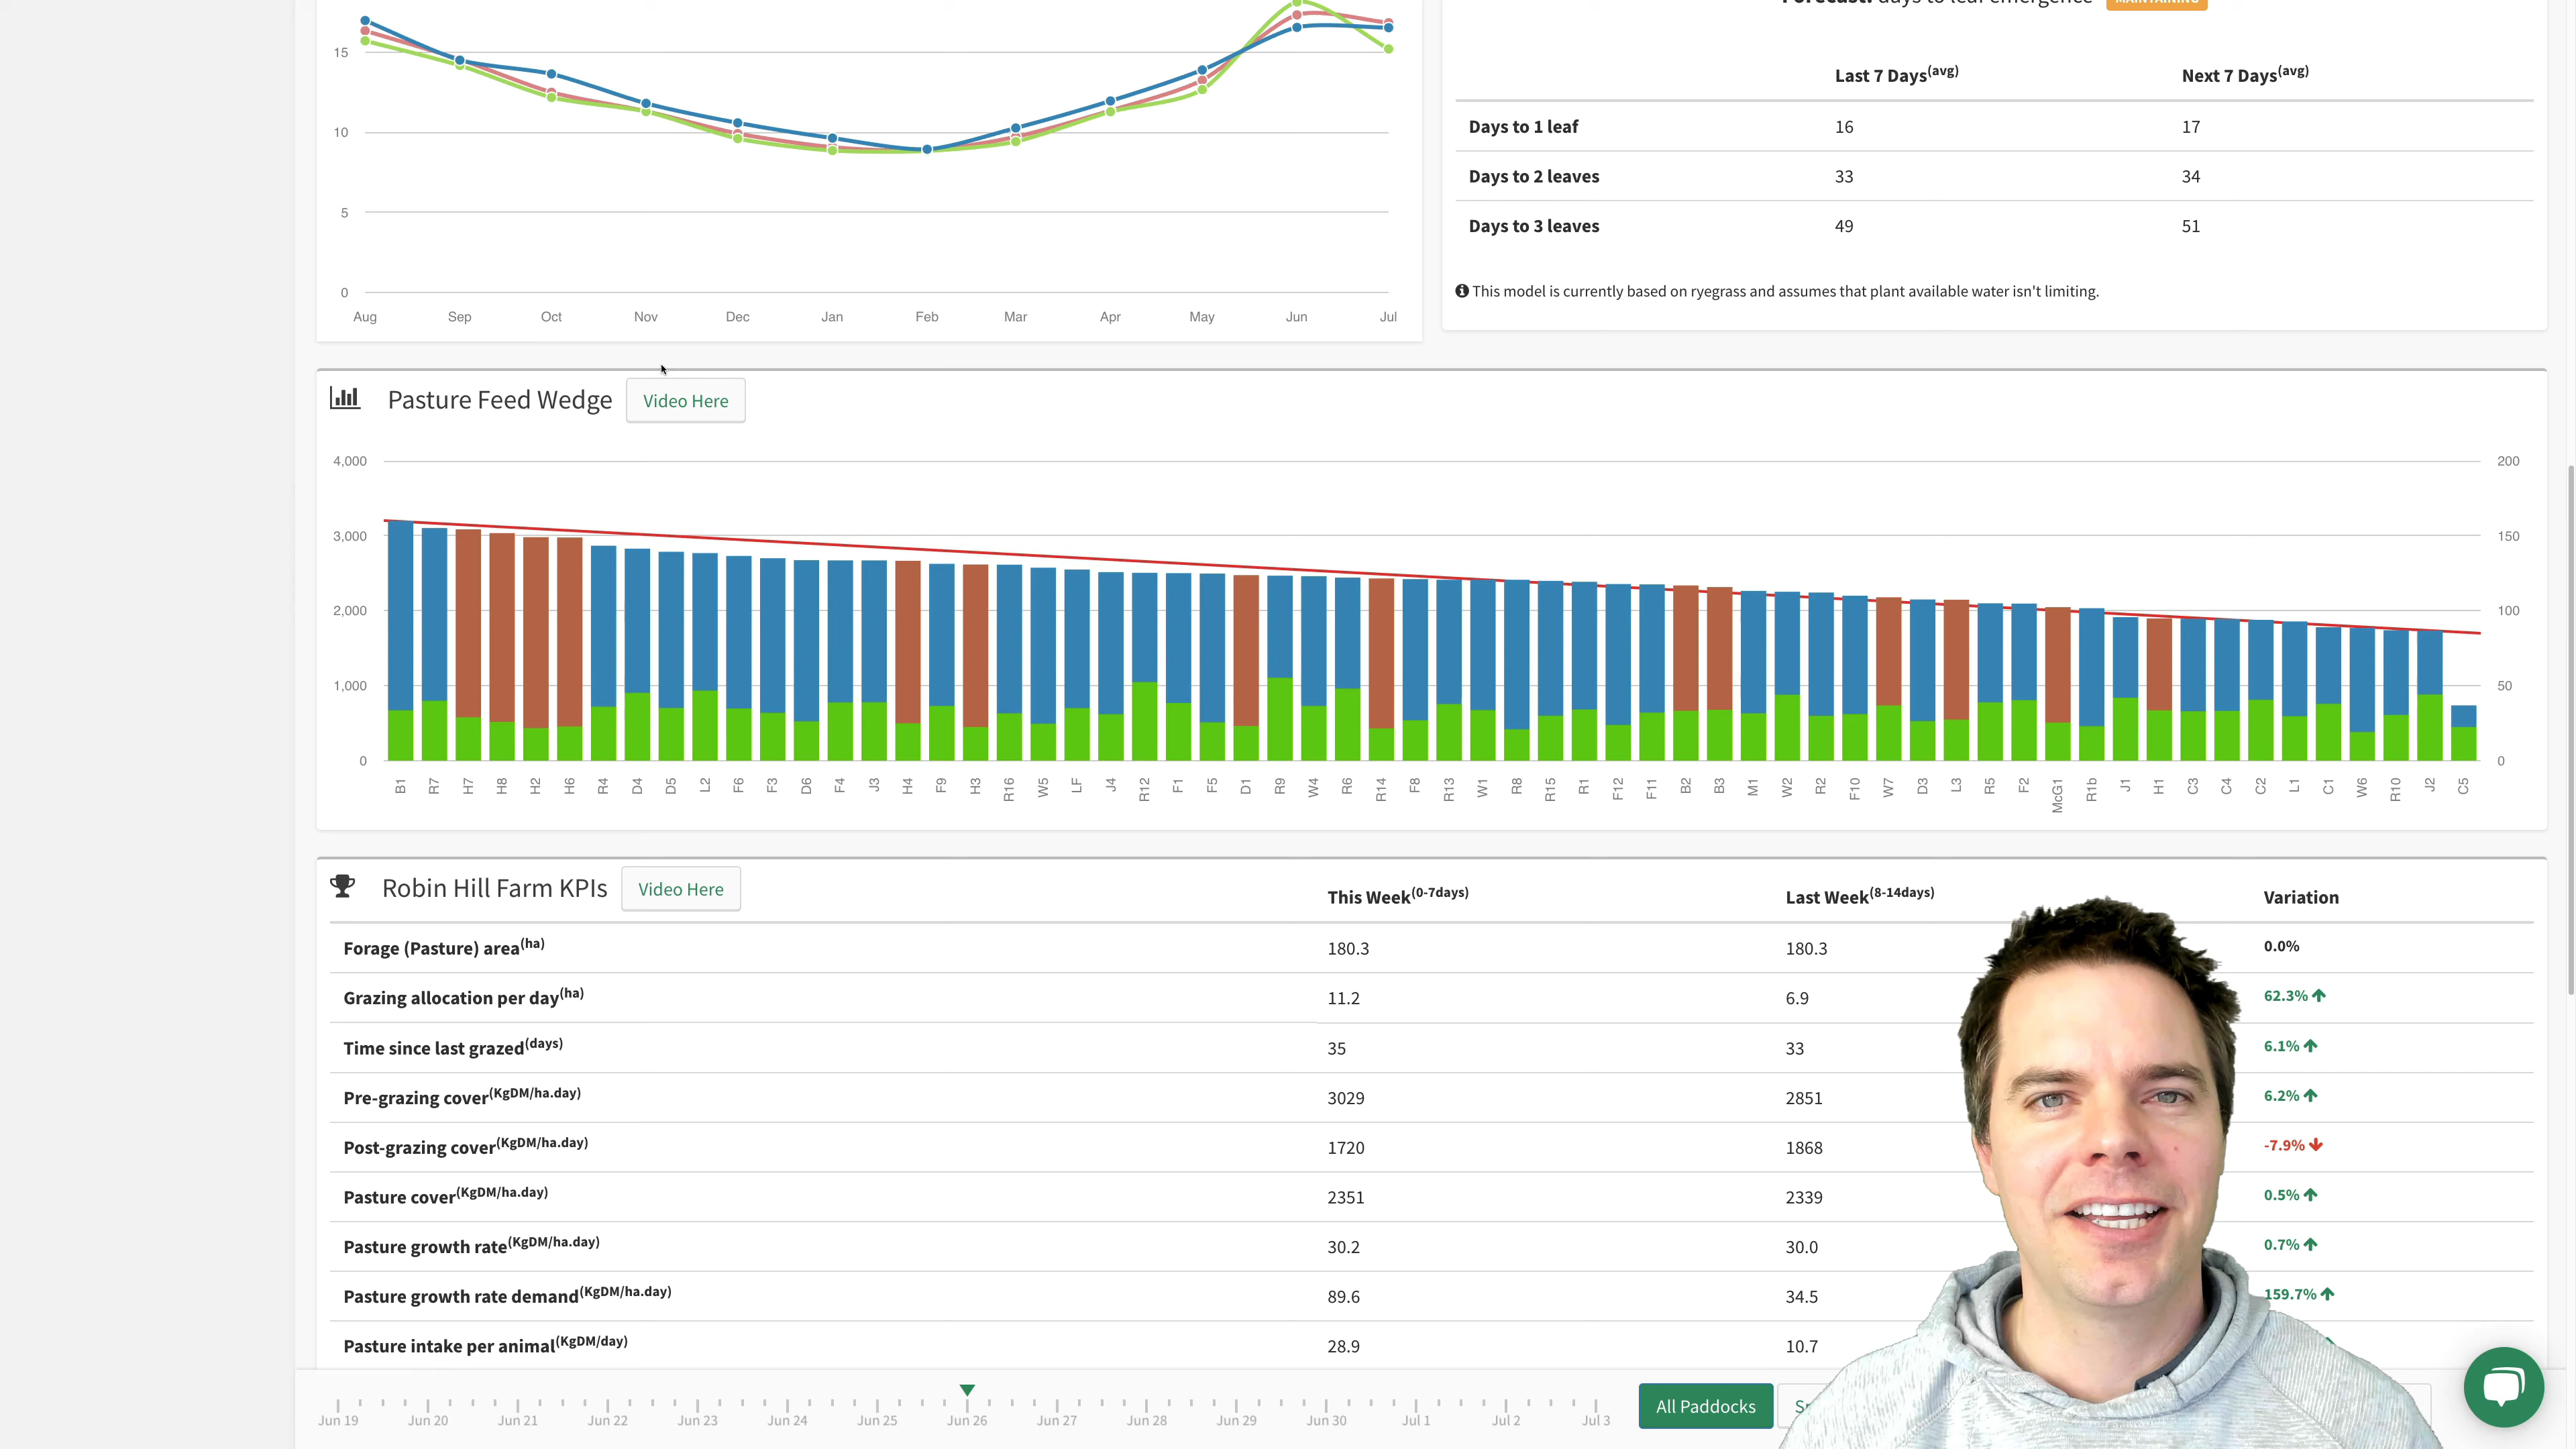 Forecast: days to leaf emergence MAINTAINING
15
10
5
0
Aug Sep Oct Nov Dec Jan Feb Mar Apr May Jun Jul
Last 7 Days(avg) Next 7 Days(avg)
Days to 1 leaf 16 17
Days to 2 leaves 33 34
Days to 3 leaves 49 51
This model is currently based on ryegrass and assumes that plant available water isn't limiting.
Pasture Feed Wedge Video Here
4,000 200
3,000 150
2,000 100
1,000 50
0 0
B1 R7 H7 H8 H2 H6 R4 D4 D5 L2 F6 F3 D6 F4 J3 H4 F9 H3 R16 W5 LF J4 R12 F1 F5 D1 R9 W4 R6 R14 F8 R13 W1 R8 R15 R1 F12 F11 B2 B3 M1 W2 R2 F10 W7 D3 L3 R5 F2 McG1 R1b J1 H1 C3 C4 C2 L1 C1 W6 R10 J2 C5
Robin Hill Farm KPIs Video Here This Week(0-7days) Last Week(8-14days) Variation
Forage (Pasture) area(ha) 180.3 180.3 0.0%
Grazing allocation per day(ha) 11.2 6.9 62.3%
Time since last grazed(days) 35 33 6.1%
Pre-grazing cover(KgDM/ha.day) 3029 2851 6.2%
Post-grazing cover(KgDM/ha.day) 1720 1868 -7.9%
Pasture cover(KgDM/ha.day) 2351 2339 0.5%
Pasture growth rate(KgDM/ha.day) 30.2 30.0 0.7%
Pasture growth rate demand(KgDM/ha.day) 89.6 34.5 159.7%
Pasture intake per animal(KgDM/day) 28.9 10.7
Jun 19 Jun 20 Jun 21 Jun 22 Jun 23 Jun 24 Jun 25 Jun 26 Jun 27 Jun 28 Jun 29 Jun 30 Jul 1 Jul 2 Jul 3
All Paddocks